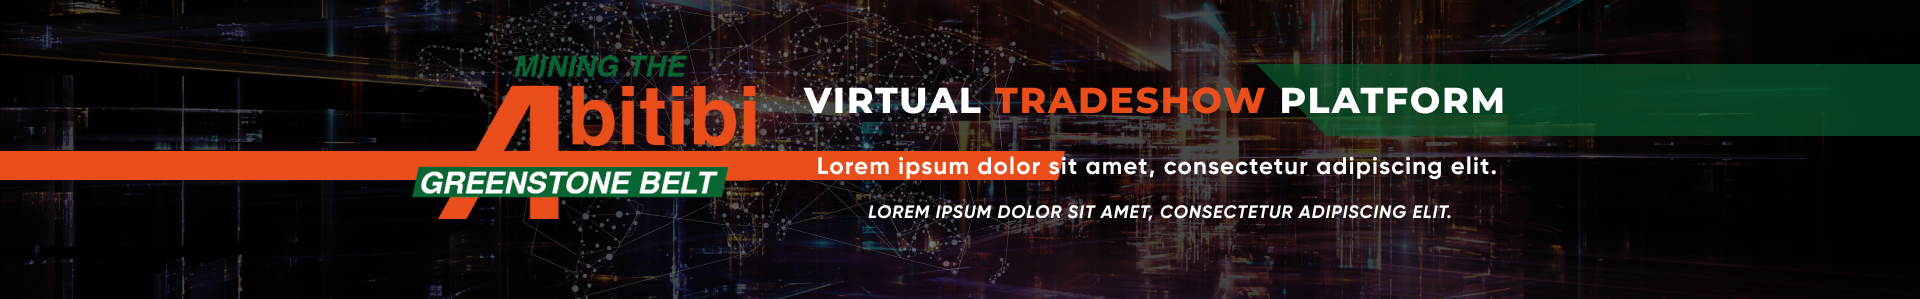 MINING THE
Abitibi
GREENSTONE BELT
VIRTUAL TRADESHOW PLATFORM
Lorem ipsum dolor sit amet, consectetur adipiscing elit.
LOREM IPSUM DOLOR SIT AMET, CONSECTETUR ADIPISCING ELIT.